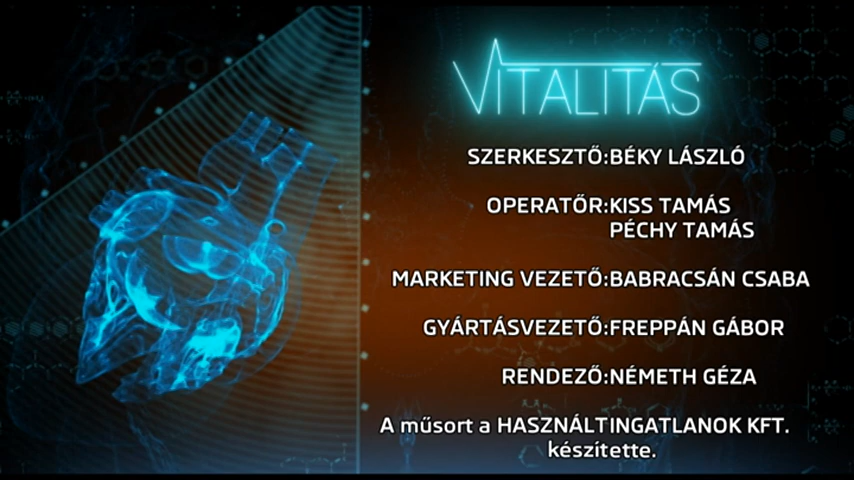 VITALITÁS
SZERKESZTŐ:BÉKY LÁSZLÓ
OPERATŐR:KISS TAMÁS
PÉCHY TAMÁS
MARKETING VEZETŐ:BABRACSÁN CSABA
GYÁRTÁSVEZETŐ:FREPPÁN GÁBOR
RENDEZŐ:NÉMETH GÉZA
A műsort a HASZNÁLTINGATLANOK KFT.
készítette.